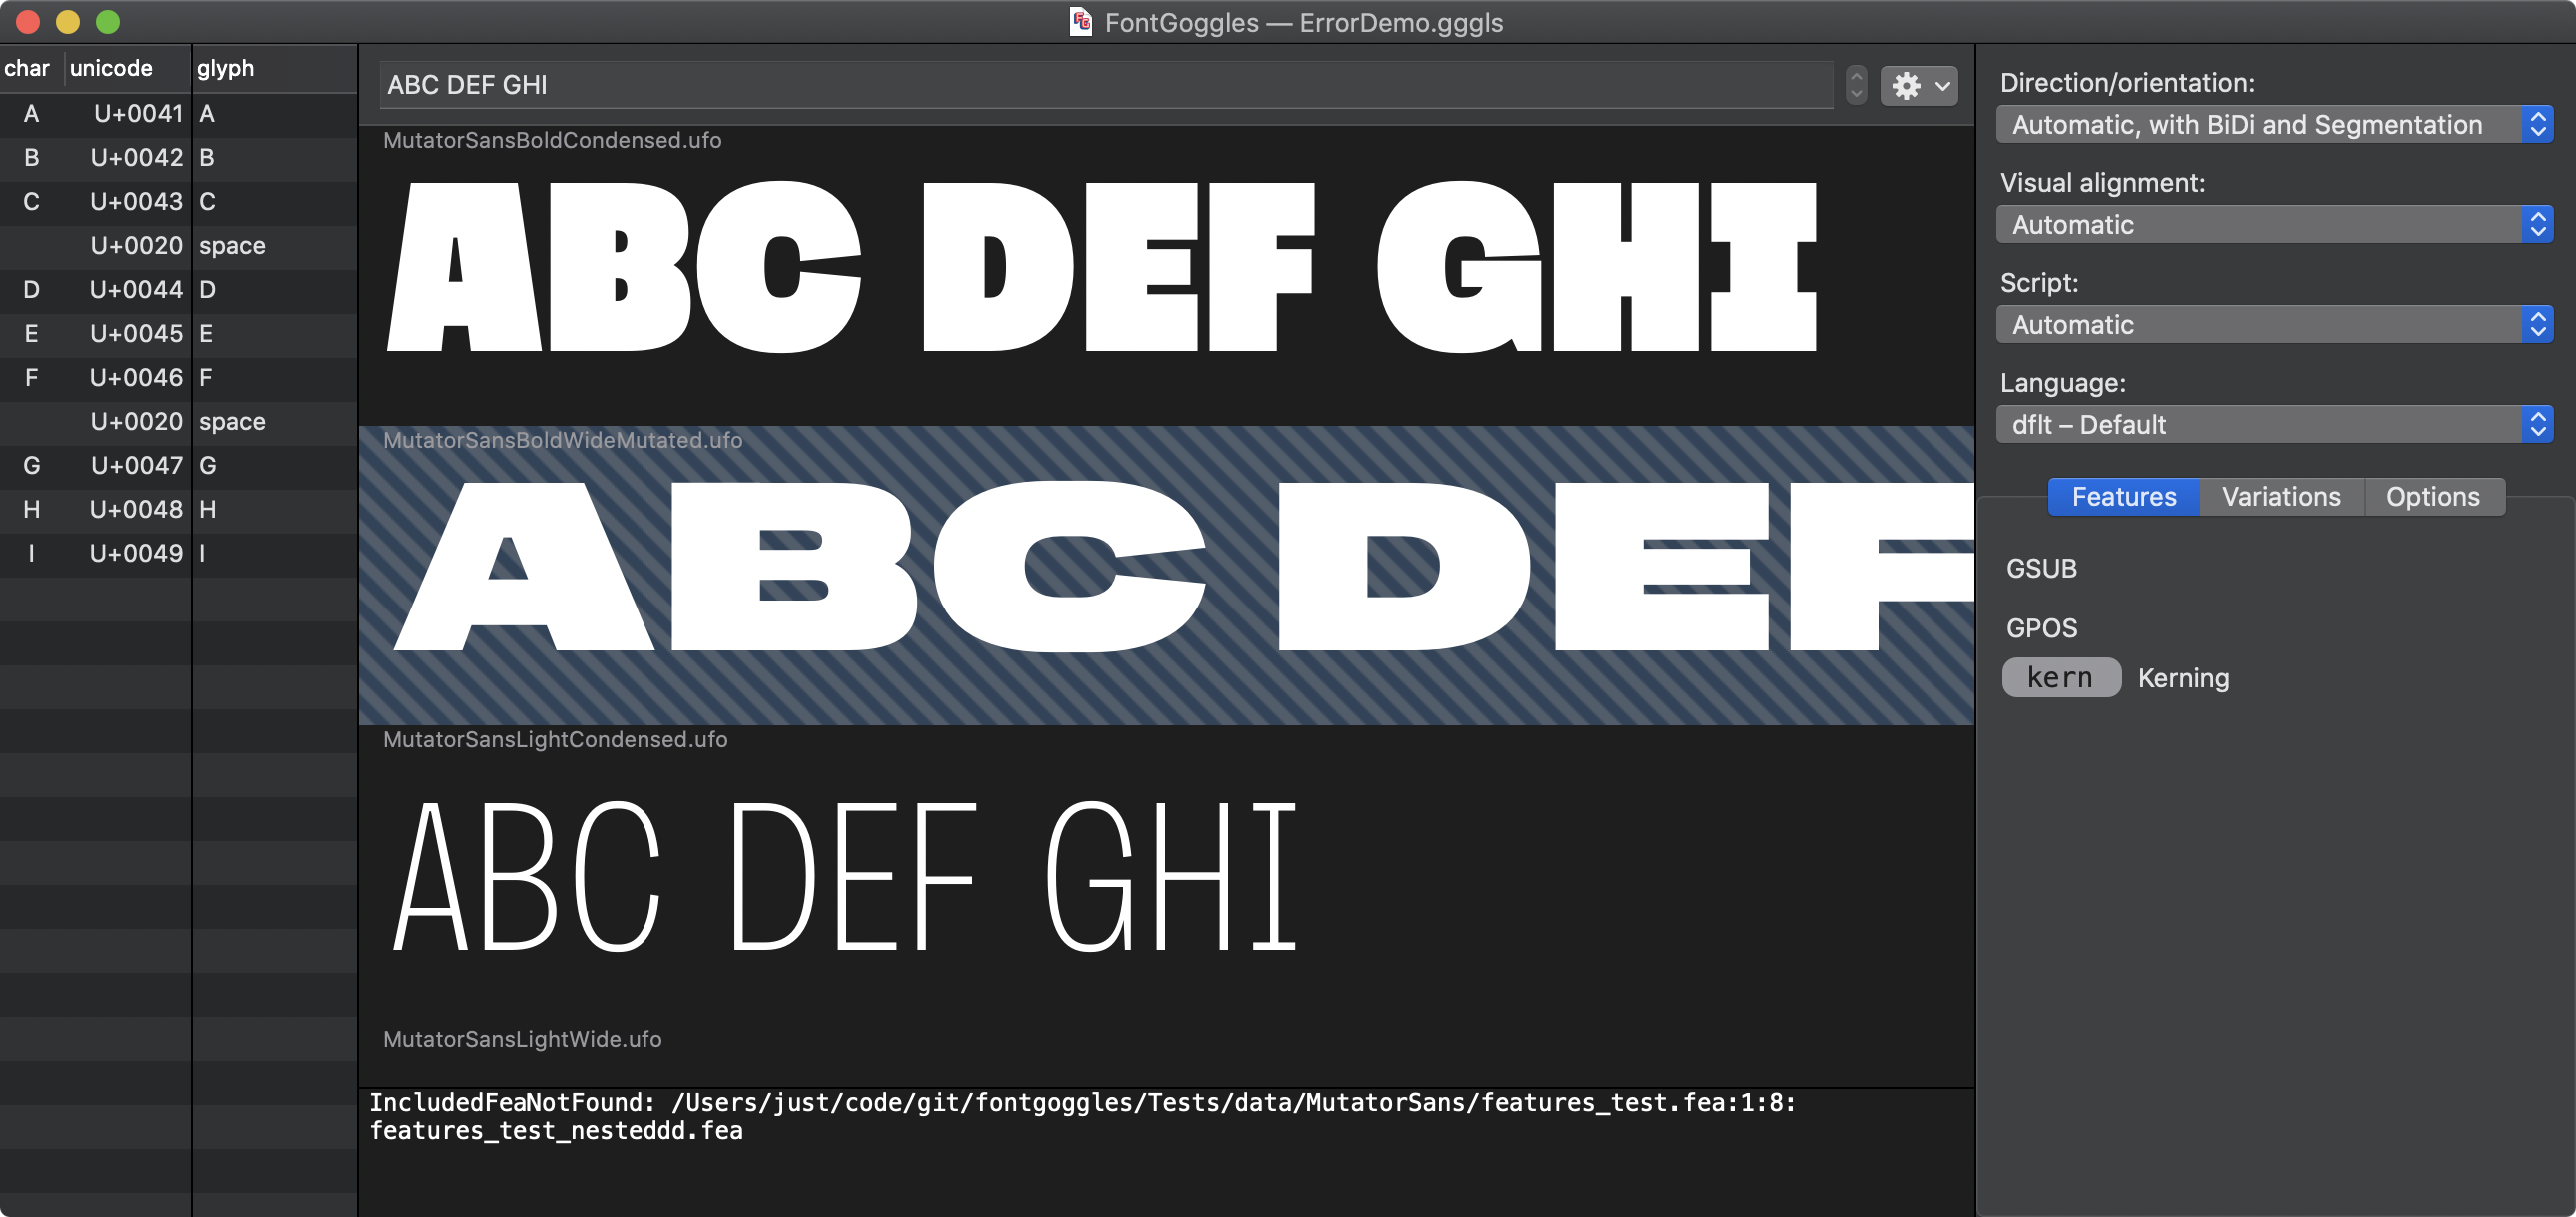 FontGoggles — ErrorDemo.gggls
char unicode glyph
A U+0041 A
B U+0042 B
C U+0043 C
U+0020 space
D U+0044 D
E U+0045 E
F U+0046 F
U+0020 space
G U+0047 G
H U+0048 H
I U+0049 I
ABC DEF GHI
MutatorSansBoldCondensed.ufo
ABC DEF GHI
MutatorSansBoldWideMutated.ufo
ABC DEF
MutatorSansLightCondensed.ufo
ABC DEF GHI
MutatorSansLightWide.ufo
IncludedFeaNotFound: /Users/just/code/git/fontgoggles/Tests/data/MutatorSans/features_test.fea:1:8:
features_test_nesteddd.fea
Direction/orientation:
Automatic, with BiDi and Segmentation
Visual alignment:
Automatic
Script:
Automatic
Language:
dflt – Default
Features Variations Options
GSUB
GPOS
kern Kerning